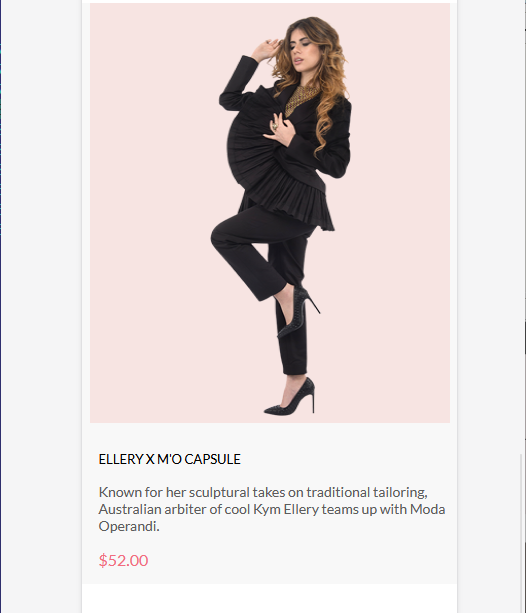 ELLERY X M'O CAPSULE
Known for her sculptural takes on traditional tailoring,
Australian arbiter of cool Kym Ellery teams up with Moda
Operandi.
$52.00